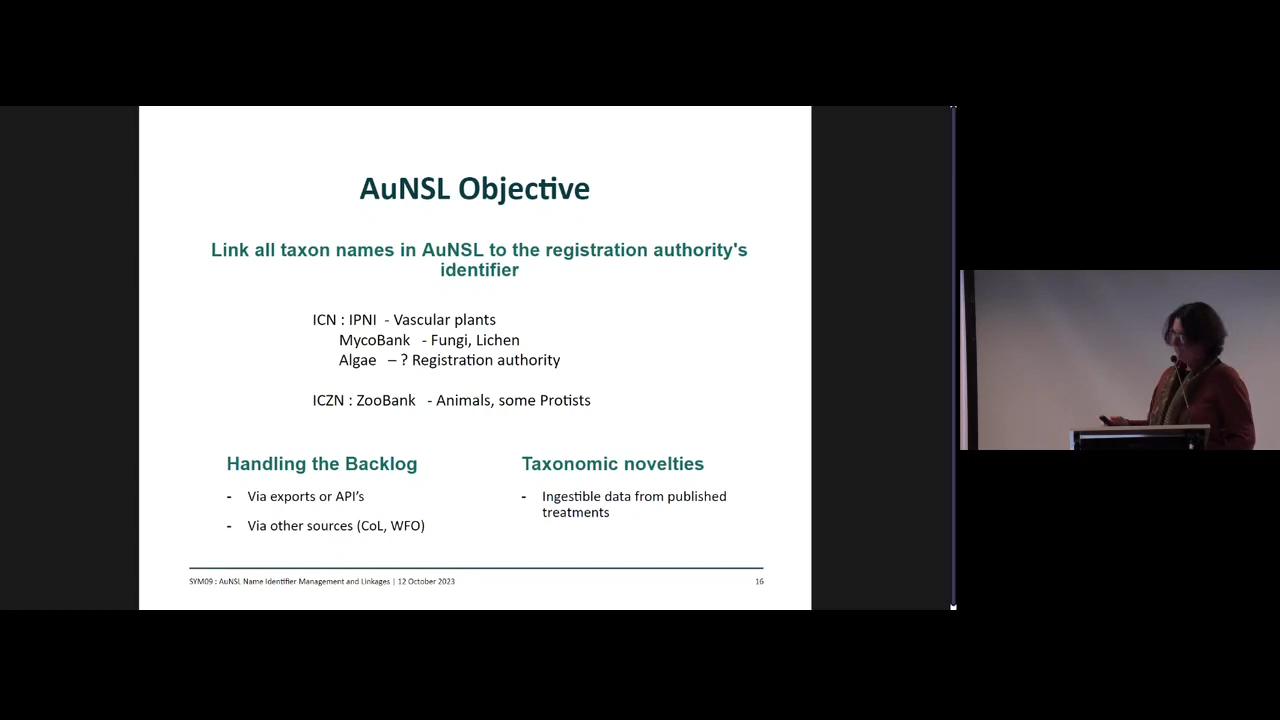 AuNSL Objective
Link all taxon names in AuNSL to the registration authority's
identifier
ICN : IPNI - Vascular plants
MycoBank - Fungi, Lichen
Algae – ? Registration authority
ICZN : ZooBank - Animals, some Protists
Handling the Backlog
- Via exports or API’s
- Via other sources (CoL, WFO)
Taxonomic novelties
- Ingestible data from published
treatments
SYM09 : AuNSL Name Identifier Management and Linkages | 12 October 2023
16